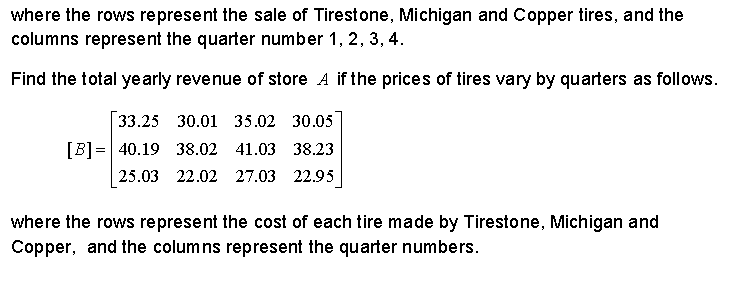 where the rows represent the sale of Tirestone, Michigan and Copper tires, and the
columns represent the quarter number 1, 2, 3, 4.
Find the total yearly revenue of store A if the prices of tires vary by quarters as follows.
33.25 30.01 35.02 30.05
[B]= 40.19 38.02 41.03 38.23
25.03 22.02 27.03 22.95
where the rows represent the cost of each tire made by Tirestone, Michigan and
Copper, and the columns represent the quarter numbers.